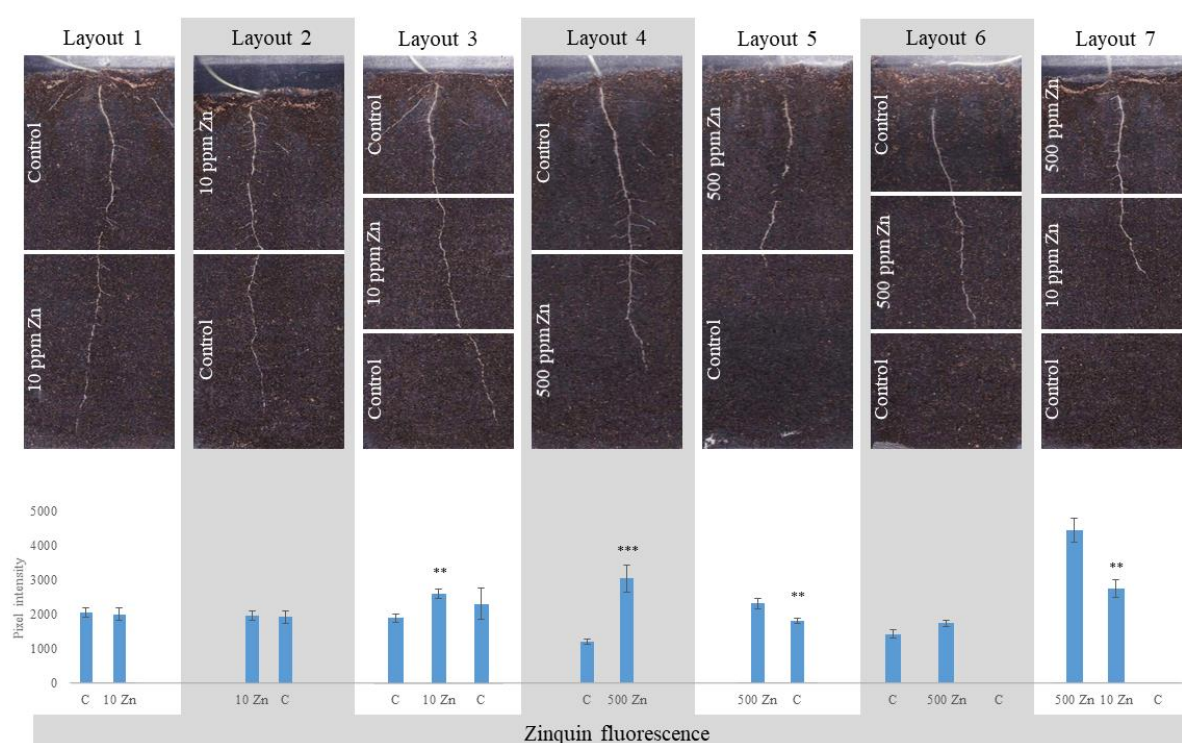 Layout 1 Layout 2 Layout 3 Layout 4 Layout 5 Layout 6 Layout 7
Control
10 ppm Zn
10 ppm Zn
Control
Control
10 ppm Zn
Control
Control
500 ppm Zn
500 ppm Zn
Control
Control
500 ppm Zn
Control
500 ppm Zn
10 ppm Zn
Control
Pixel intensity
5000
4000
3000
2000
1000
0
**
***
**
**
C 10 Zn 10 Zn C C 10 Zn C C 500 Zn 500 Zn C C 500 Zn C 500 Zn 10 Zn C
Zinquin fluorescence